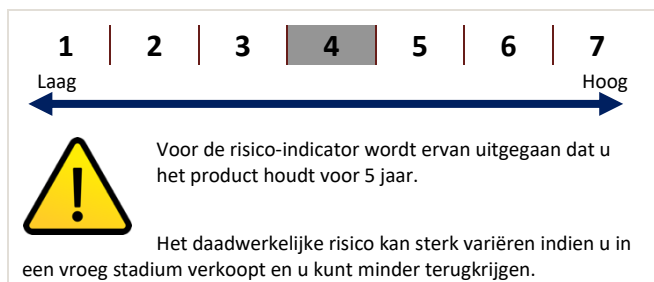 1 2 3 4 5 6 7
Laag Hoog
Voor de risico-indicator wordt ervan uitgegaan dat u
het product houdt voor 5 jaar.
Het daadwerkelijke risico kan sterk variëren indien u in
een vroeg stadium verkoopt en u kunt minder terugkrijgen.